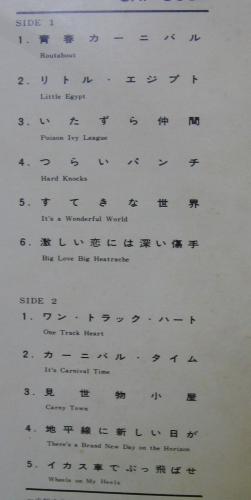 SIDE 1
1. 青春カーニバル
Roustabout
2. リトル・エジプト
Little Egypt
3. いたずら仲間
Poison Ivy League
4. つらいパンチ
Hard Knocks
5. すてきな世界
It's a Wonderful World
6. 激しい恋には深い傷手
Big Love Big Heatrache
SIDE 2
1. ワン・トラック・ハート
One Track Heart
2. カーニバル・タイム
It's Carnival Time
3. 見世物小屋
Carny Town
4. 地平線に新しい日が
There's a Brand New Day on the Horizon
5. イカス車でぶっ飛ばせ
Wheels on My Heels